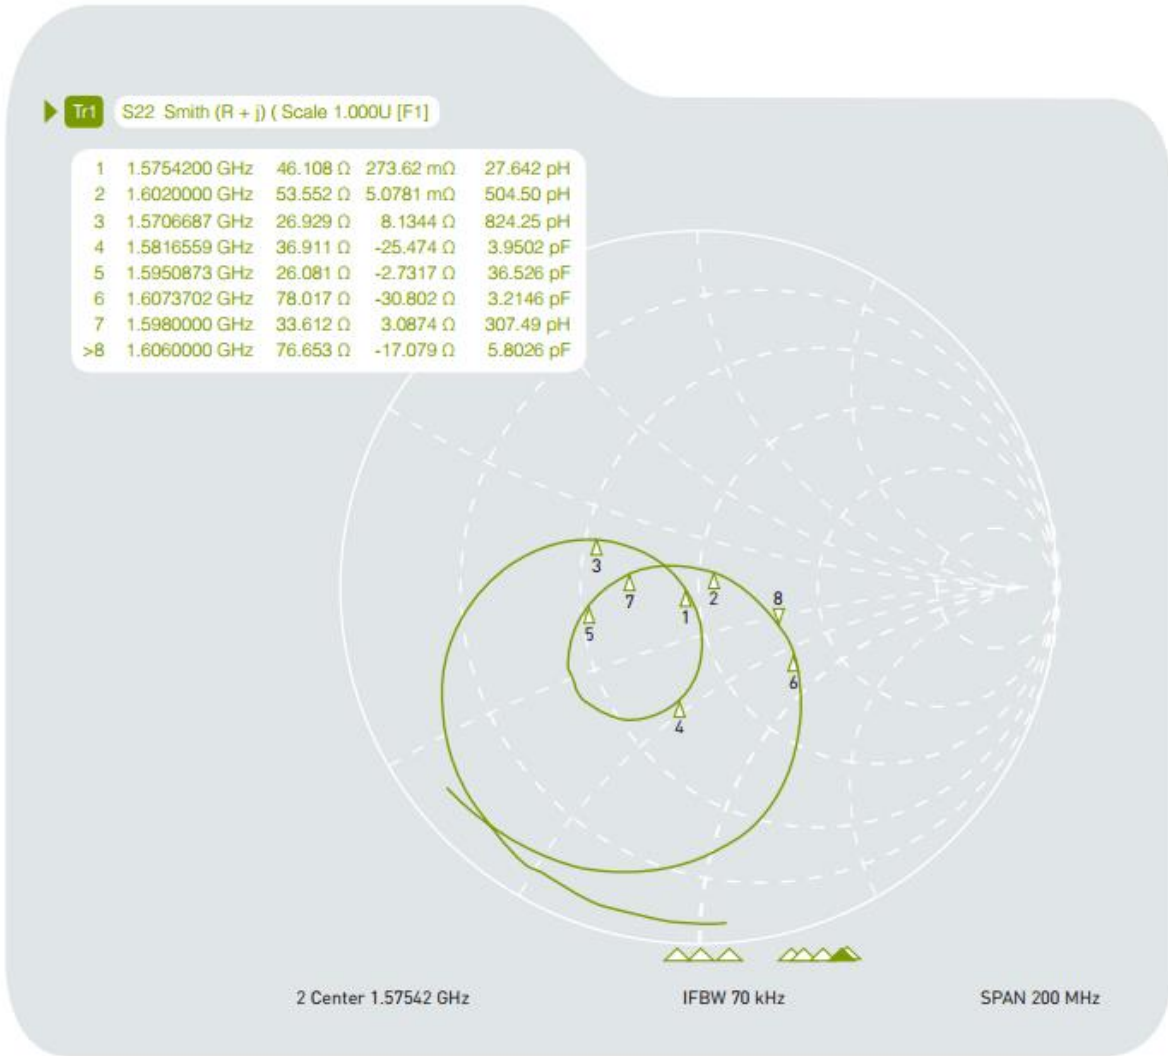 Tr1 S22 Smith (R + j) ( Scale 1.000U [F1]
1 1.5754200 GHz 46.108 Ω 273.62 mΩ 27.642 pH
2 1.6020000 GHz 53.552 Ω 5.0781 mΩ 504.50 pH
3 1.5706687 GHz 26.929 Ω 8.1344 Ω 824.25 pH
4 1.5816559 GHz 36.911 Ω -25.474 Ω 3.9502 pF
5 1.5950873 GHz 26.081 Ω -2.7317 Ω 36.526 pF
6 1.6073702 GHz 78.017 Ω -30.802 Ω 3.2146 pF
7 1.5980000 GHz 33.612 Ω 3.0874 Ω 307.49 pH
>8 1.6060000 GHz 76.653 Ω -17.079 Ω 5.8026 pF
3
7
2
8
1
5
6
4
2 Center 1.57542 GHz IFBW 70 kHz SPAN 200 MHz